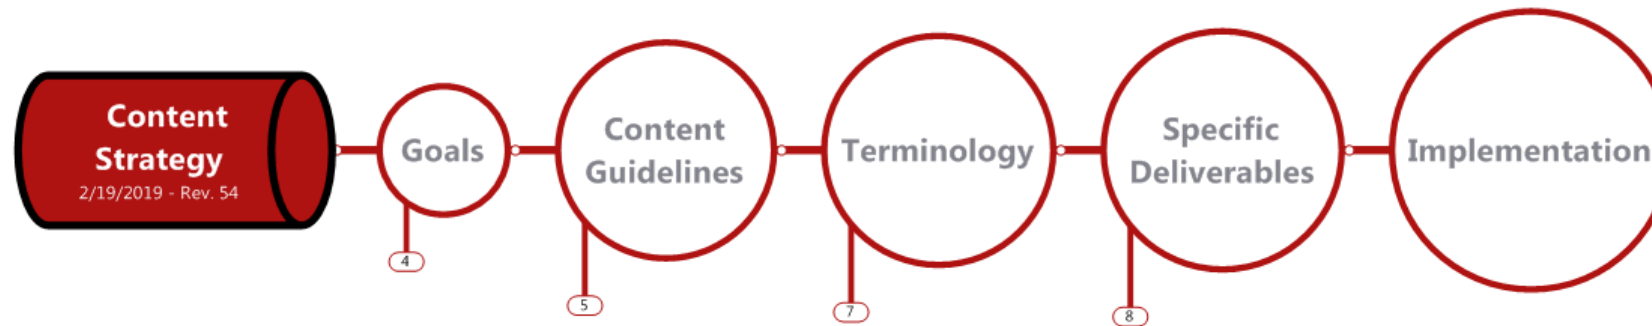 Content
Strategy
2/19/2019 - Rev. 54
Goals
4
Content
Guidelines
5
Terminology
7
Specific
Deliverables
8
Implementation